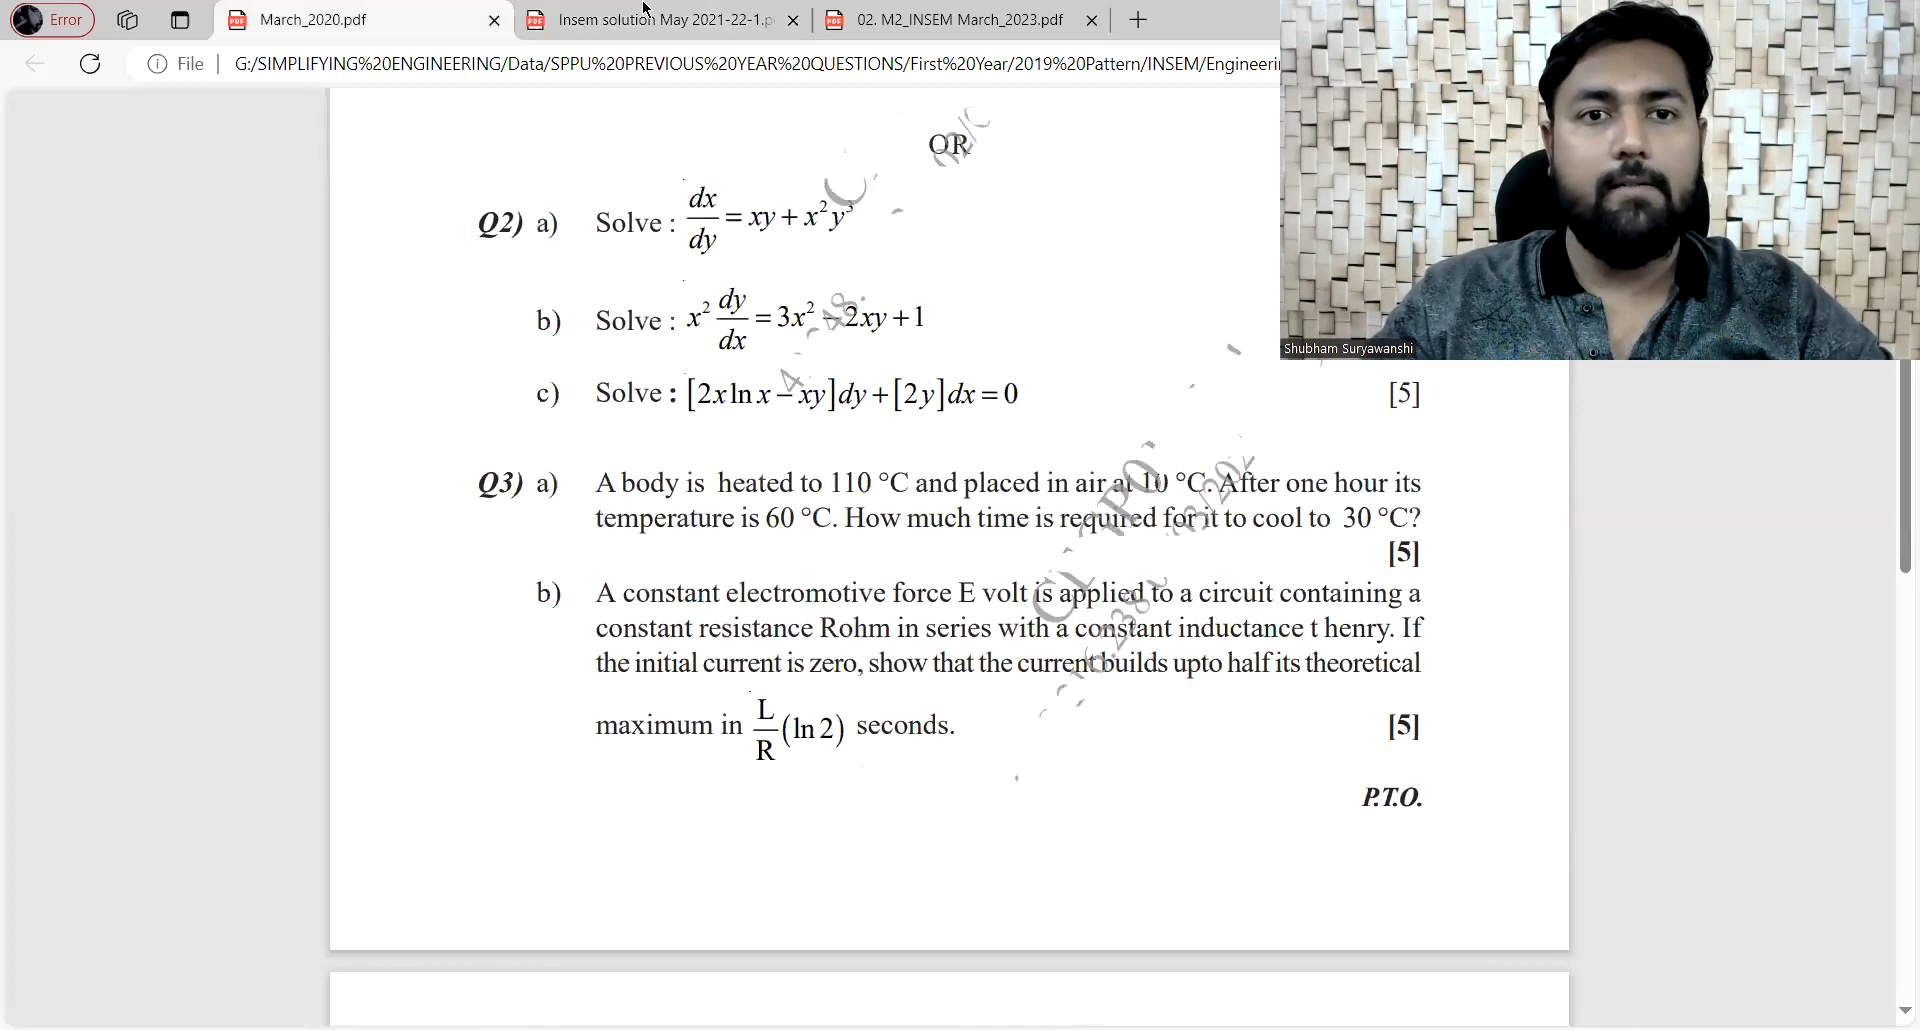 Error
March_2020.pdf
Insem solution May 2021-22-1.p
02. M2_INSEM March_2023.pdf
File
G:/SIMPLIFYING%20ENGINEERING/Data/SPPU%20PREVIOUS%20YEAR%20QUESTIONS/First%20Year/2019%20Pattern/INSEM/Engineeri
OR
Q2) a) Solve : dx/dy = xy + x²y³
b) Solve : x² dy/dx = 3x² – 2xy + 1
c) Solve : [2x ln x – xy] dy + [2y] dx = 0 [5]
Q3) a) A body is heated to 110 °C and placed in air at 10 °C. After one hour its
temperature is 60 °C. How much time is required for it to cool to 30 °C?
[5]
b) A constant electromotive force E volt is applied to a circuit containing a
constant resistance Rohm in series with a constant inductance t henry. If
the initial current is zero, show that the current builds upto half its theoretical
maximum in L/R (ln 2) seconds. [5]
P.T.O.
Shubham Suryawanshi